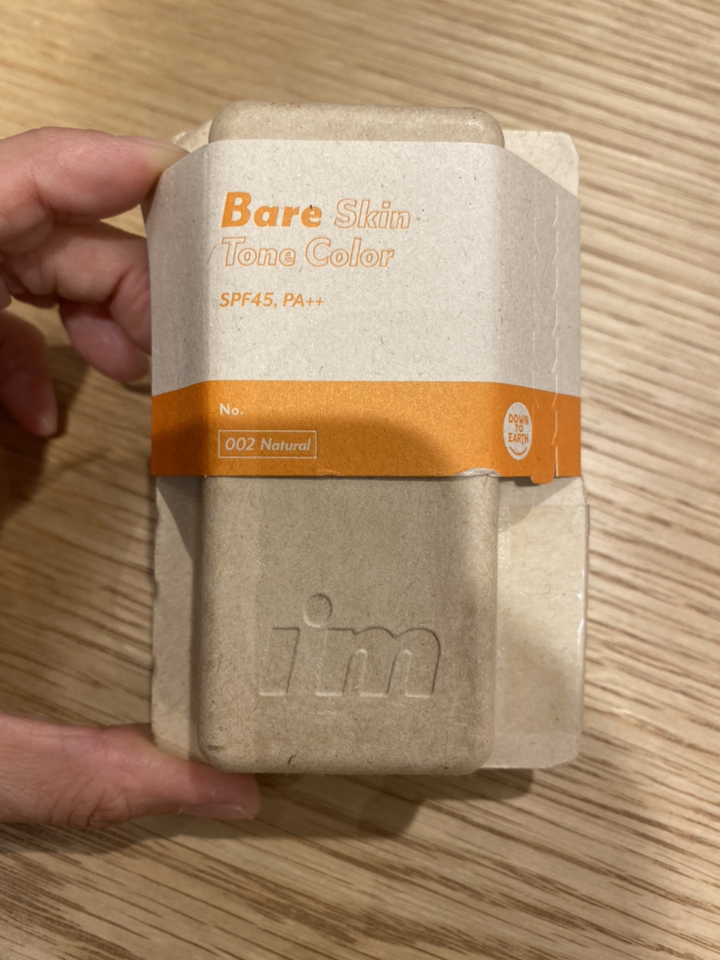 Bare Skin
Tone Color
SPF45, PA++
No.
002 Natural
DOWN
TO
EARTH
im